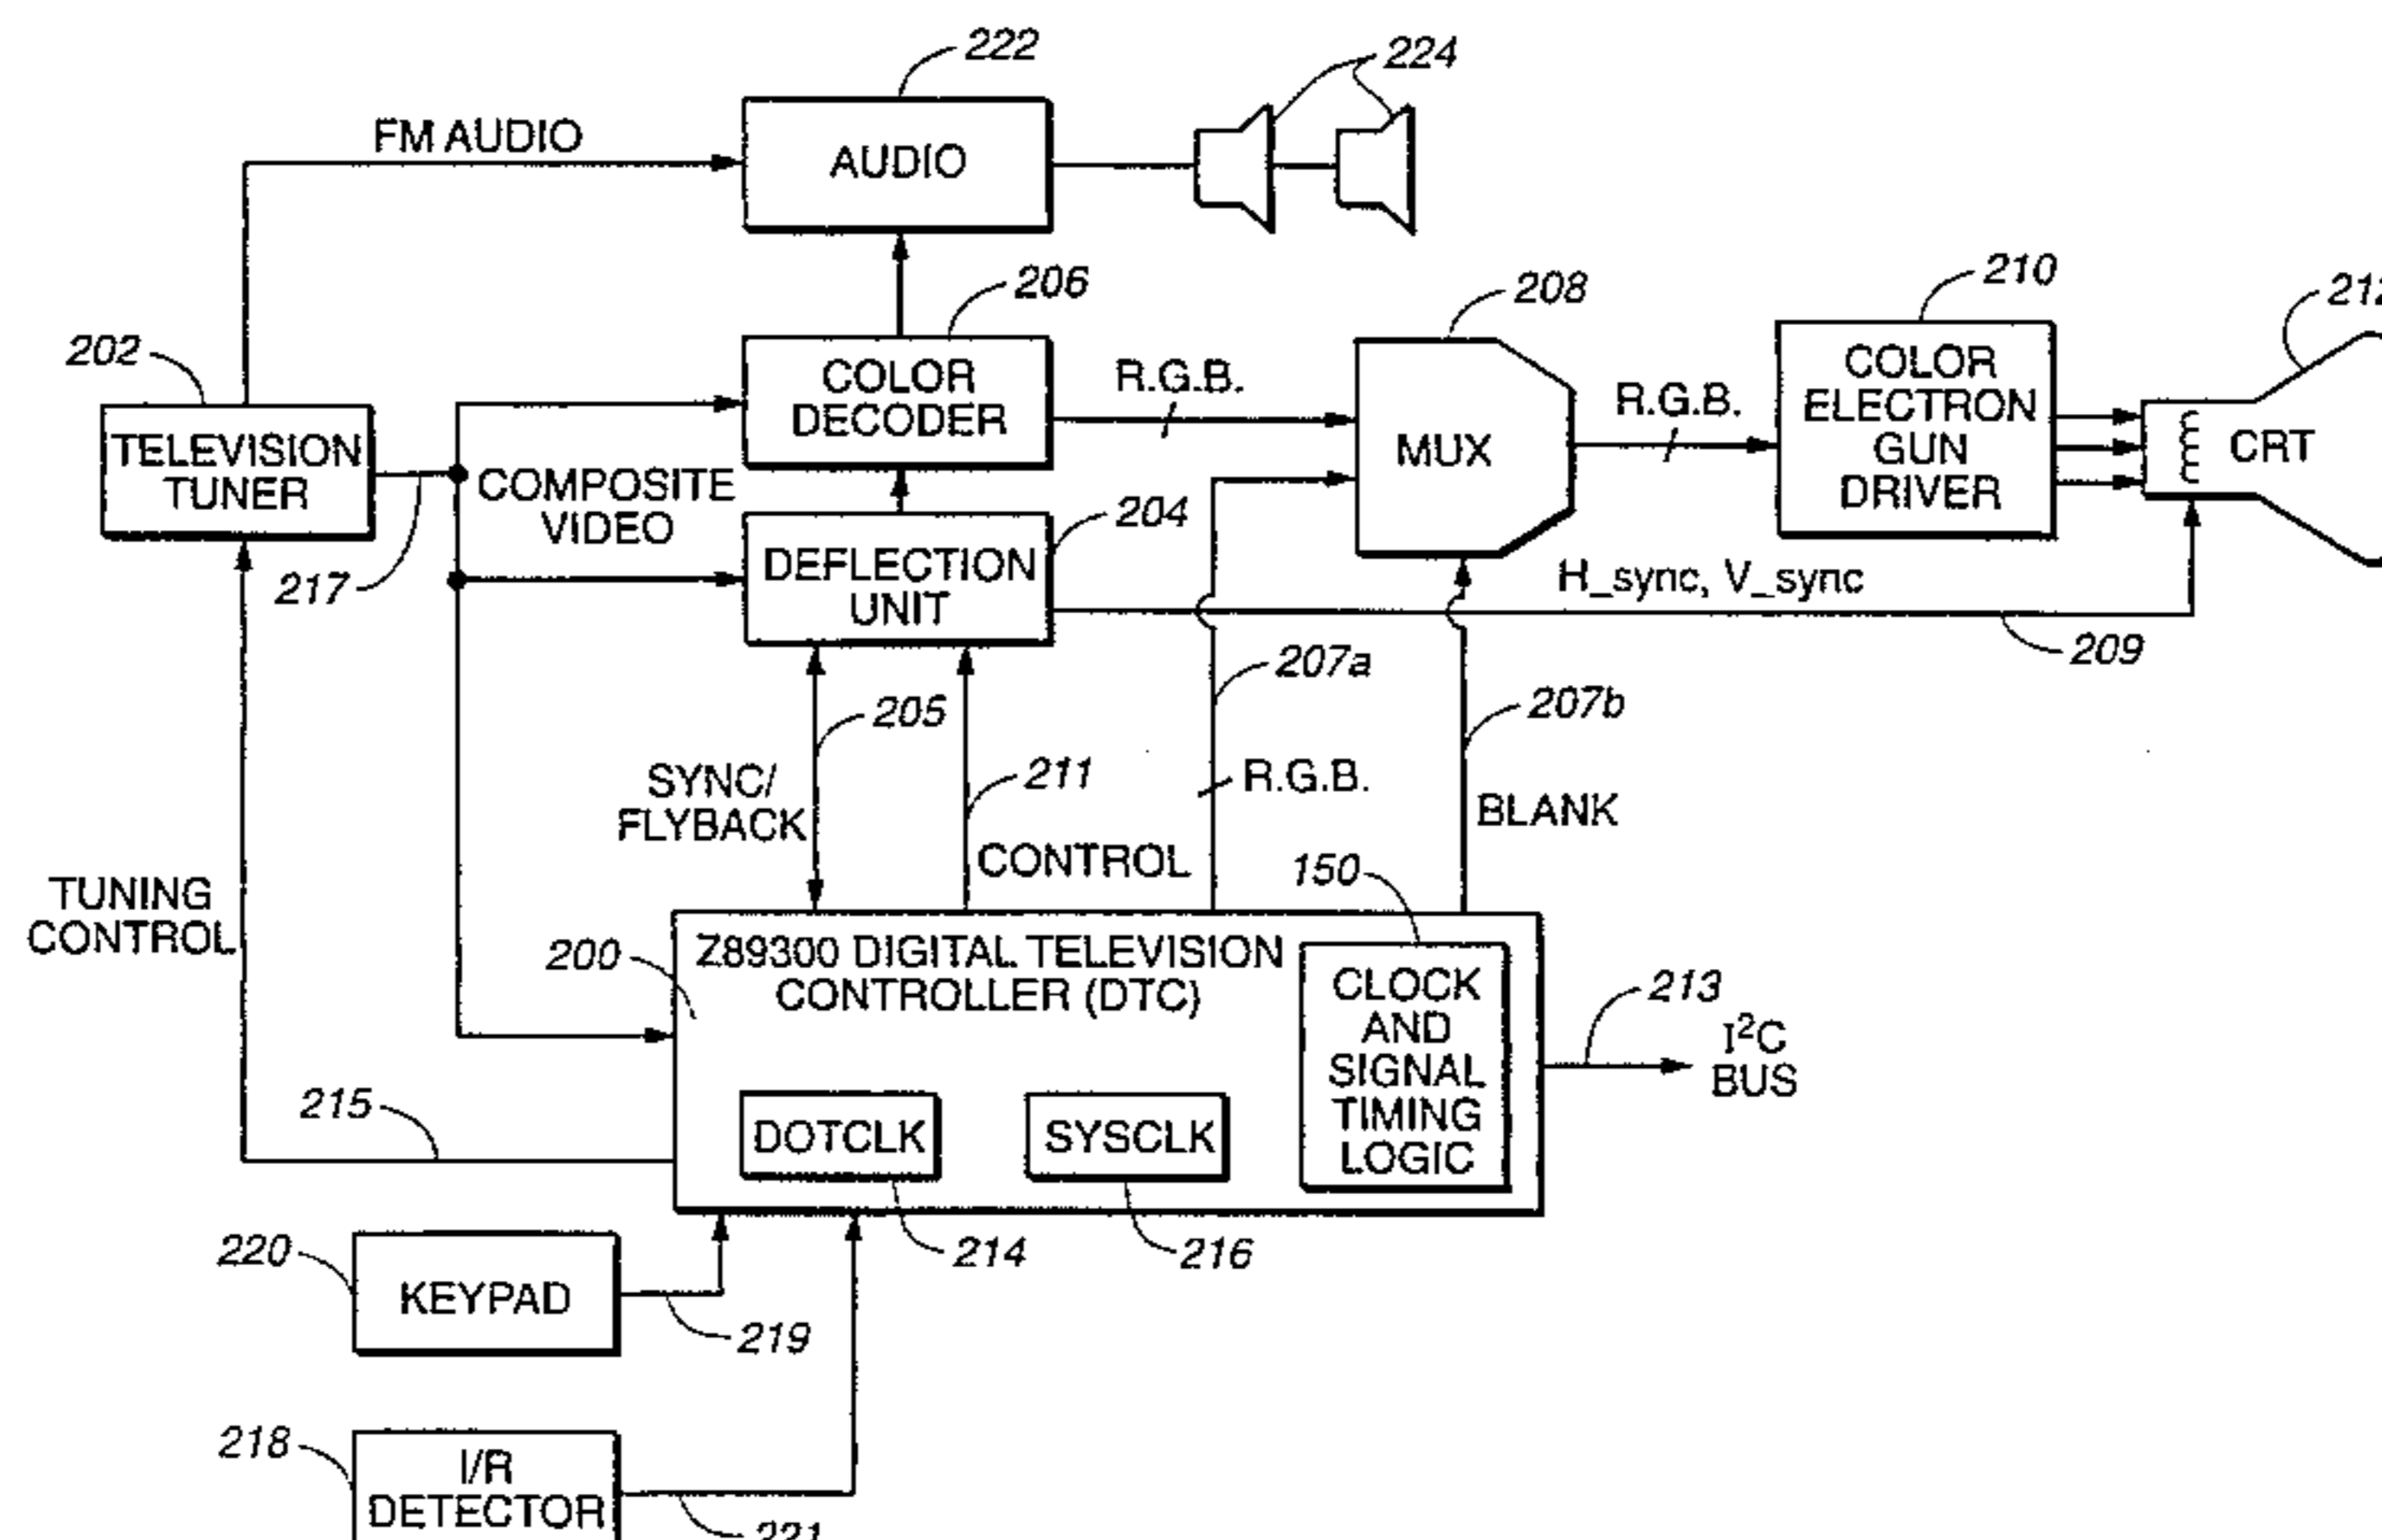 222
224
FM AUDIO
AUDIO
206
208
210
212
202
COLOR
DECODER
R.G.B.
MUX
R.G.B.
COLOR
ELECTRON
GUN
DRIVER
CRT
TELEVISION
TUNER
COMPOSITE
VIDEO
204
217
DEFLECTION
UNIT
H_sync, V_sync
209
207a
205
207b
SYNC/
FLYBACK
211
R.G.B.
BLANK
CONTROL
150
TUNING
CONTROL
200
Z89300 DIGITAL TELEVISION
CONTROLLER (DTC)
CLOCK
AND
SIGNAL
TIMING
LOGIC
213
I²C
BUS
215
DOTCLK
SYSCLK
214
216
220
KEYPAD
219
218
I/R
DETECTOR
221